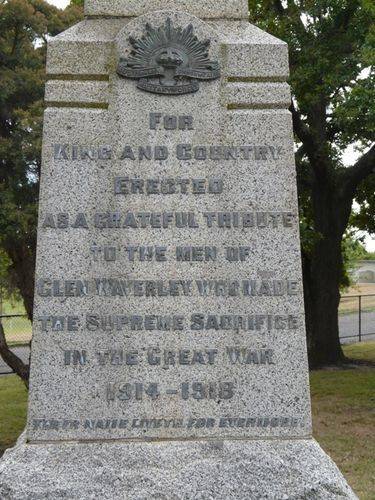 FOR
KING AND COUNTRY
ERECTED
AS A GRATEFUL TRIBUTE
TO THE MEN OF
GLEN WAVERLEY WHO MADE
THE SUPREME SACRIFICE
IN THE GREAT WAR
1914-1918
THEIR NAME LIVETH FOR EVERMORE.